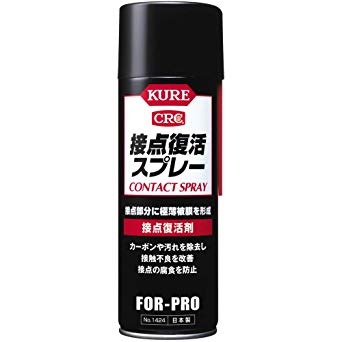 KURE
CRC
接点復活
スプレー
CONTACT SPRAY
接点部分に極薄被膜を形成
接点復活剤
カーボンや汚れを除去し
接触不良を改善
接点の腐食を防止
FOR-PRO
No.1424 日本製